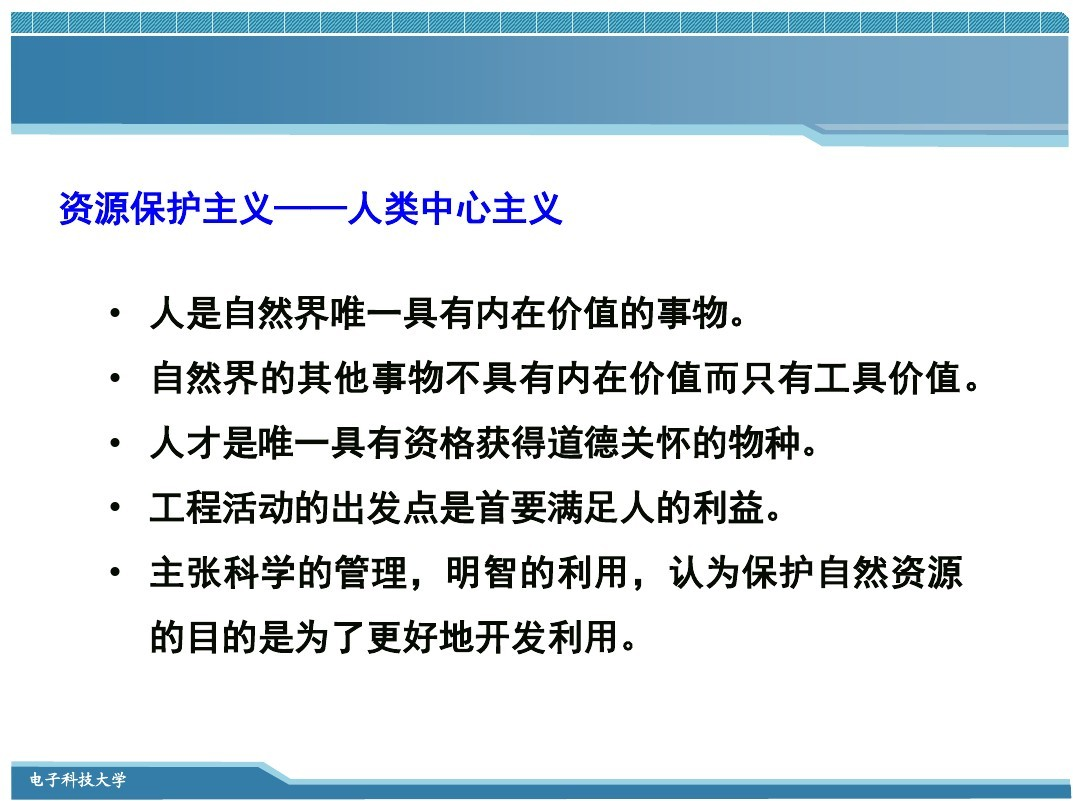 资源保护主义——人类中心主义
• 人是自然界唯一具有内在价值的事物。
• 自然界的其他事物不具有内在价值而只有工具价值。
• 人才是唯一具有资格获得道德关怀的物种。
• 工程活动的出发点是首要满足人的利益。
• 主张科学的管理，明智的利用，认为保护自然资源
的目的是为了更好地开发利用。
电子科技大学